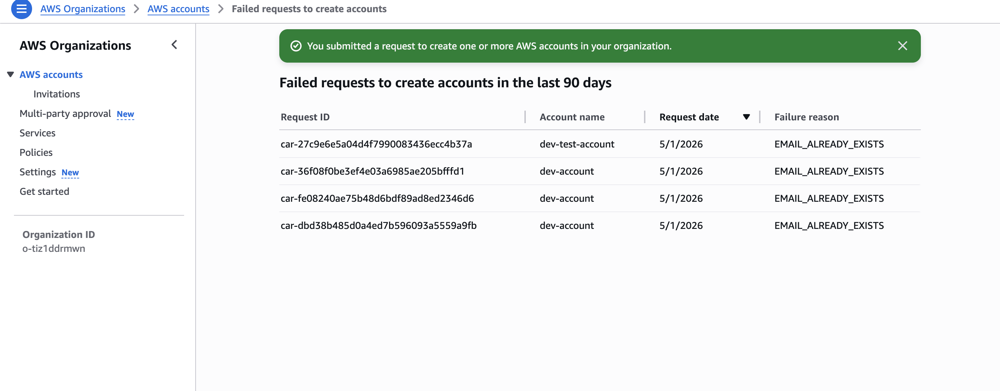 AWS Organizations > AWS accounts > Failed requests to create accounts
AWS Organizations
AWS accounts
Invitations
Multi-party approval New
Services
Policies
Settings New
Get started
Organization ID
o-tiz1ddrmwn
You submitted a request to create one or more AWS accounts in your organization.
Failed requests to create accounts in the last 90 days
Request ID Account name Request date Failure reason
car-27c9e6e5a04d4f7990083436ecc4b37a dev-test-account 5/1/2026 EMAIL_ALREADY_EXISTS
car-36f08f0be3ef4e03a6985ae205bfffd1 dev-account 5/1/2026 EMAIL_ALREADY_EXISTS
car-fe08240ae75b48d6bdf89ad8ed2346d6 dev-account 5/1/2026 EMAIL_ALREADY_EXISTS
car-dbd38b485d0a4ed7b596093a5559a9fb dev-account 5/1/2026 EMAIL_ALREADY_EXISTS